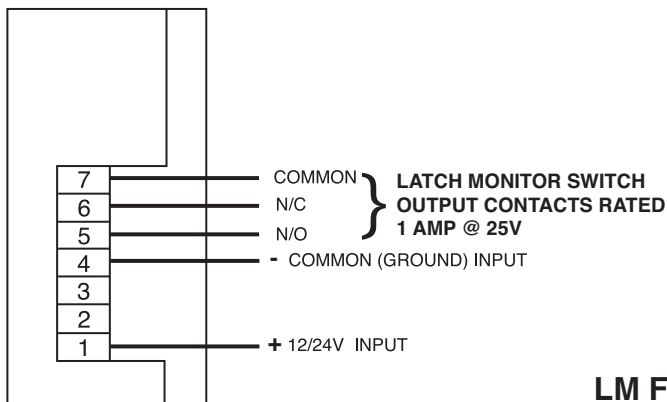 7 COMMON
6 N/C
5 N/O
LATCH MONITOR SWITCH
OUTPUT CONTACTS RATED
1 AMP @ 25V
4 - COMMON (GROUND) INPUT
3
2
1 + 12/24V INPUT
LM F